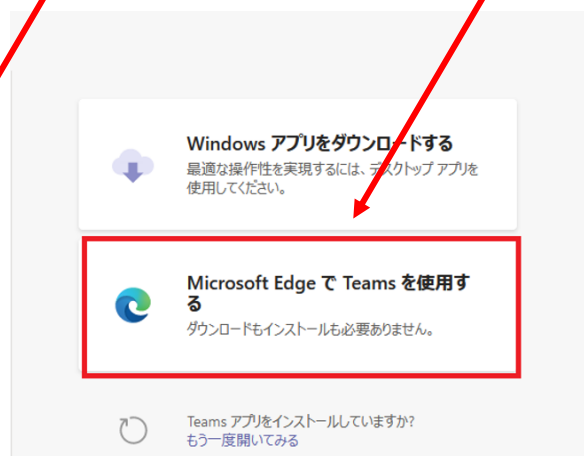 Windows アプリをダウンロードする
最適な操作性を実現するには、デスクトップ アプリを
使用してください。
Microsoft Edge で Teams を使用す
る
ダウンロードもインストールも必要ありません。
Teams アプリをインストールしていますか?
もう一度開いてみる